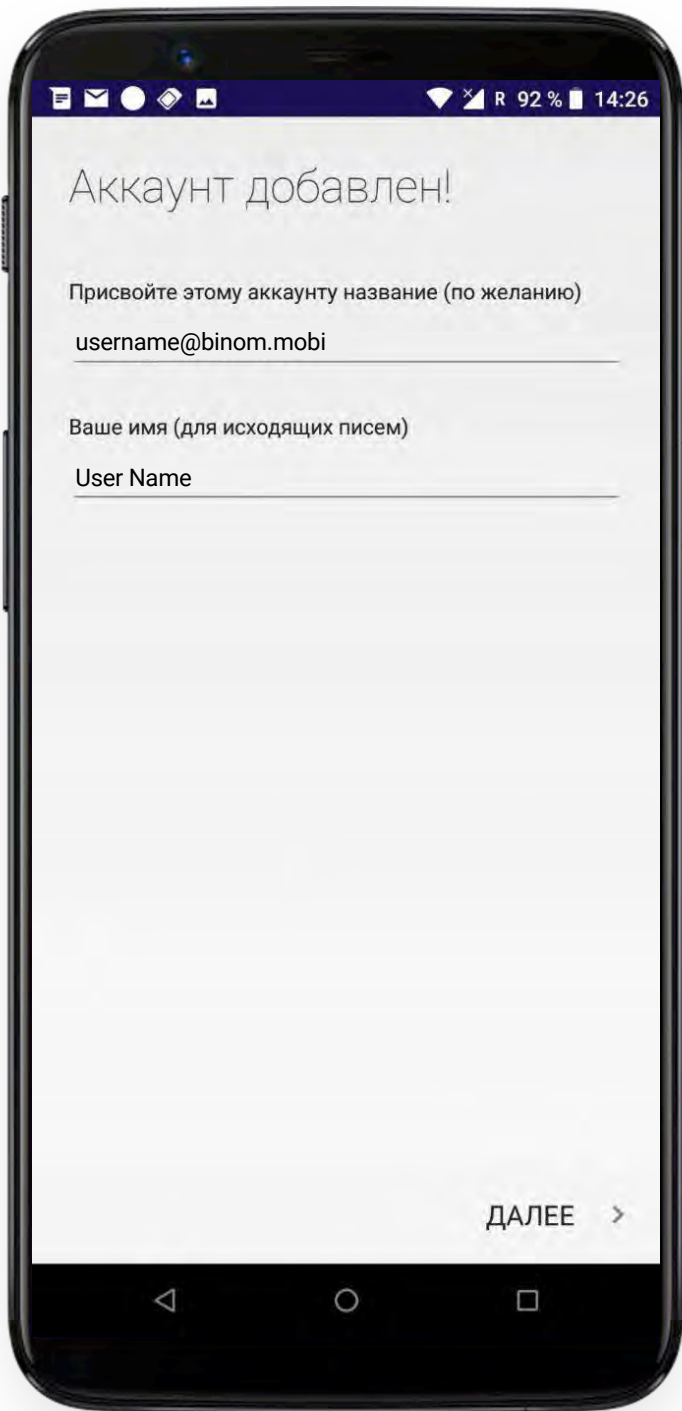 R 92 % 14:26
Аккаунт добавлен!
Присвойте этому аккаунту название (по желанию)
username@binom.mobi
Ваше имя (для исходящих писем)
User Name
ДАЛЕЕ